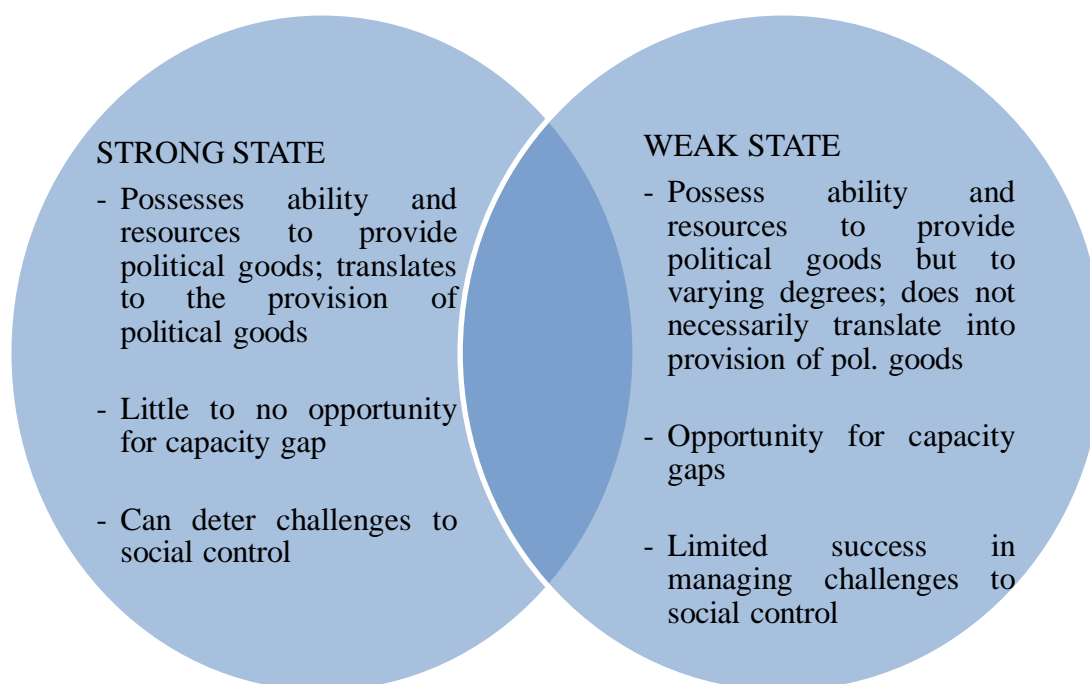 STRONG STATE
- Possesses ability and
resources to provide
political goods; translates
to the provision of
political goods
- Little to no opportunity
for capacity gap
- Can deter challenges to
social control
WEAK STATE
- Possess ability and
resources to provide
political goods but to
varying degrees; does not
necessarily translate into
provision of pol. goods
- Opportunity for capacity
gaps
- Limited success in
managing challenges to
social control